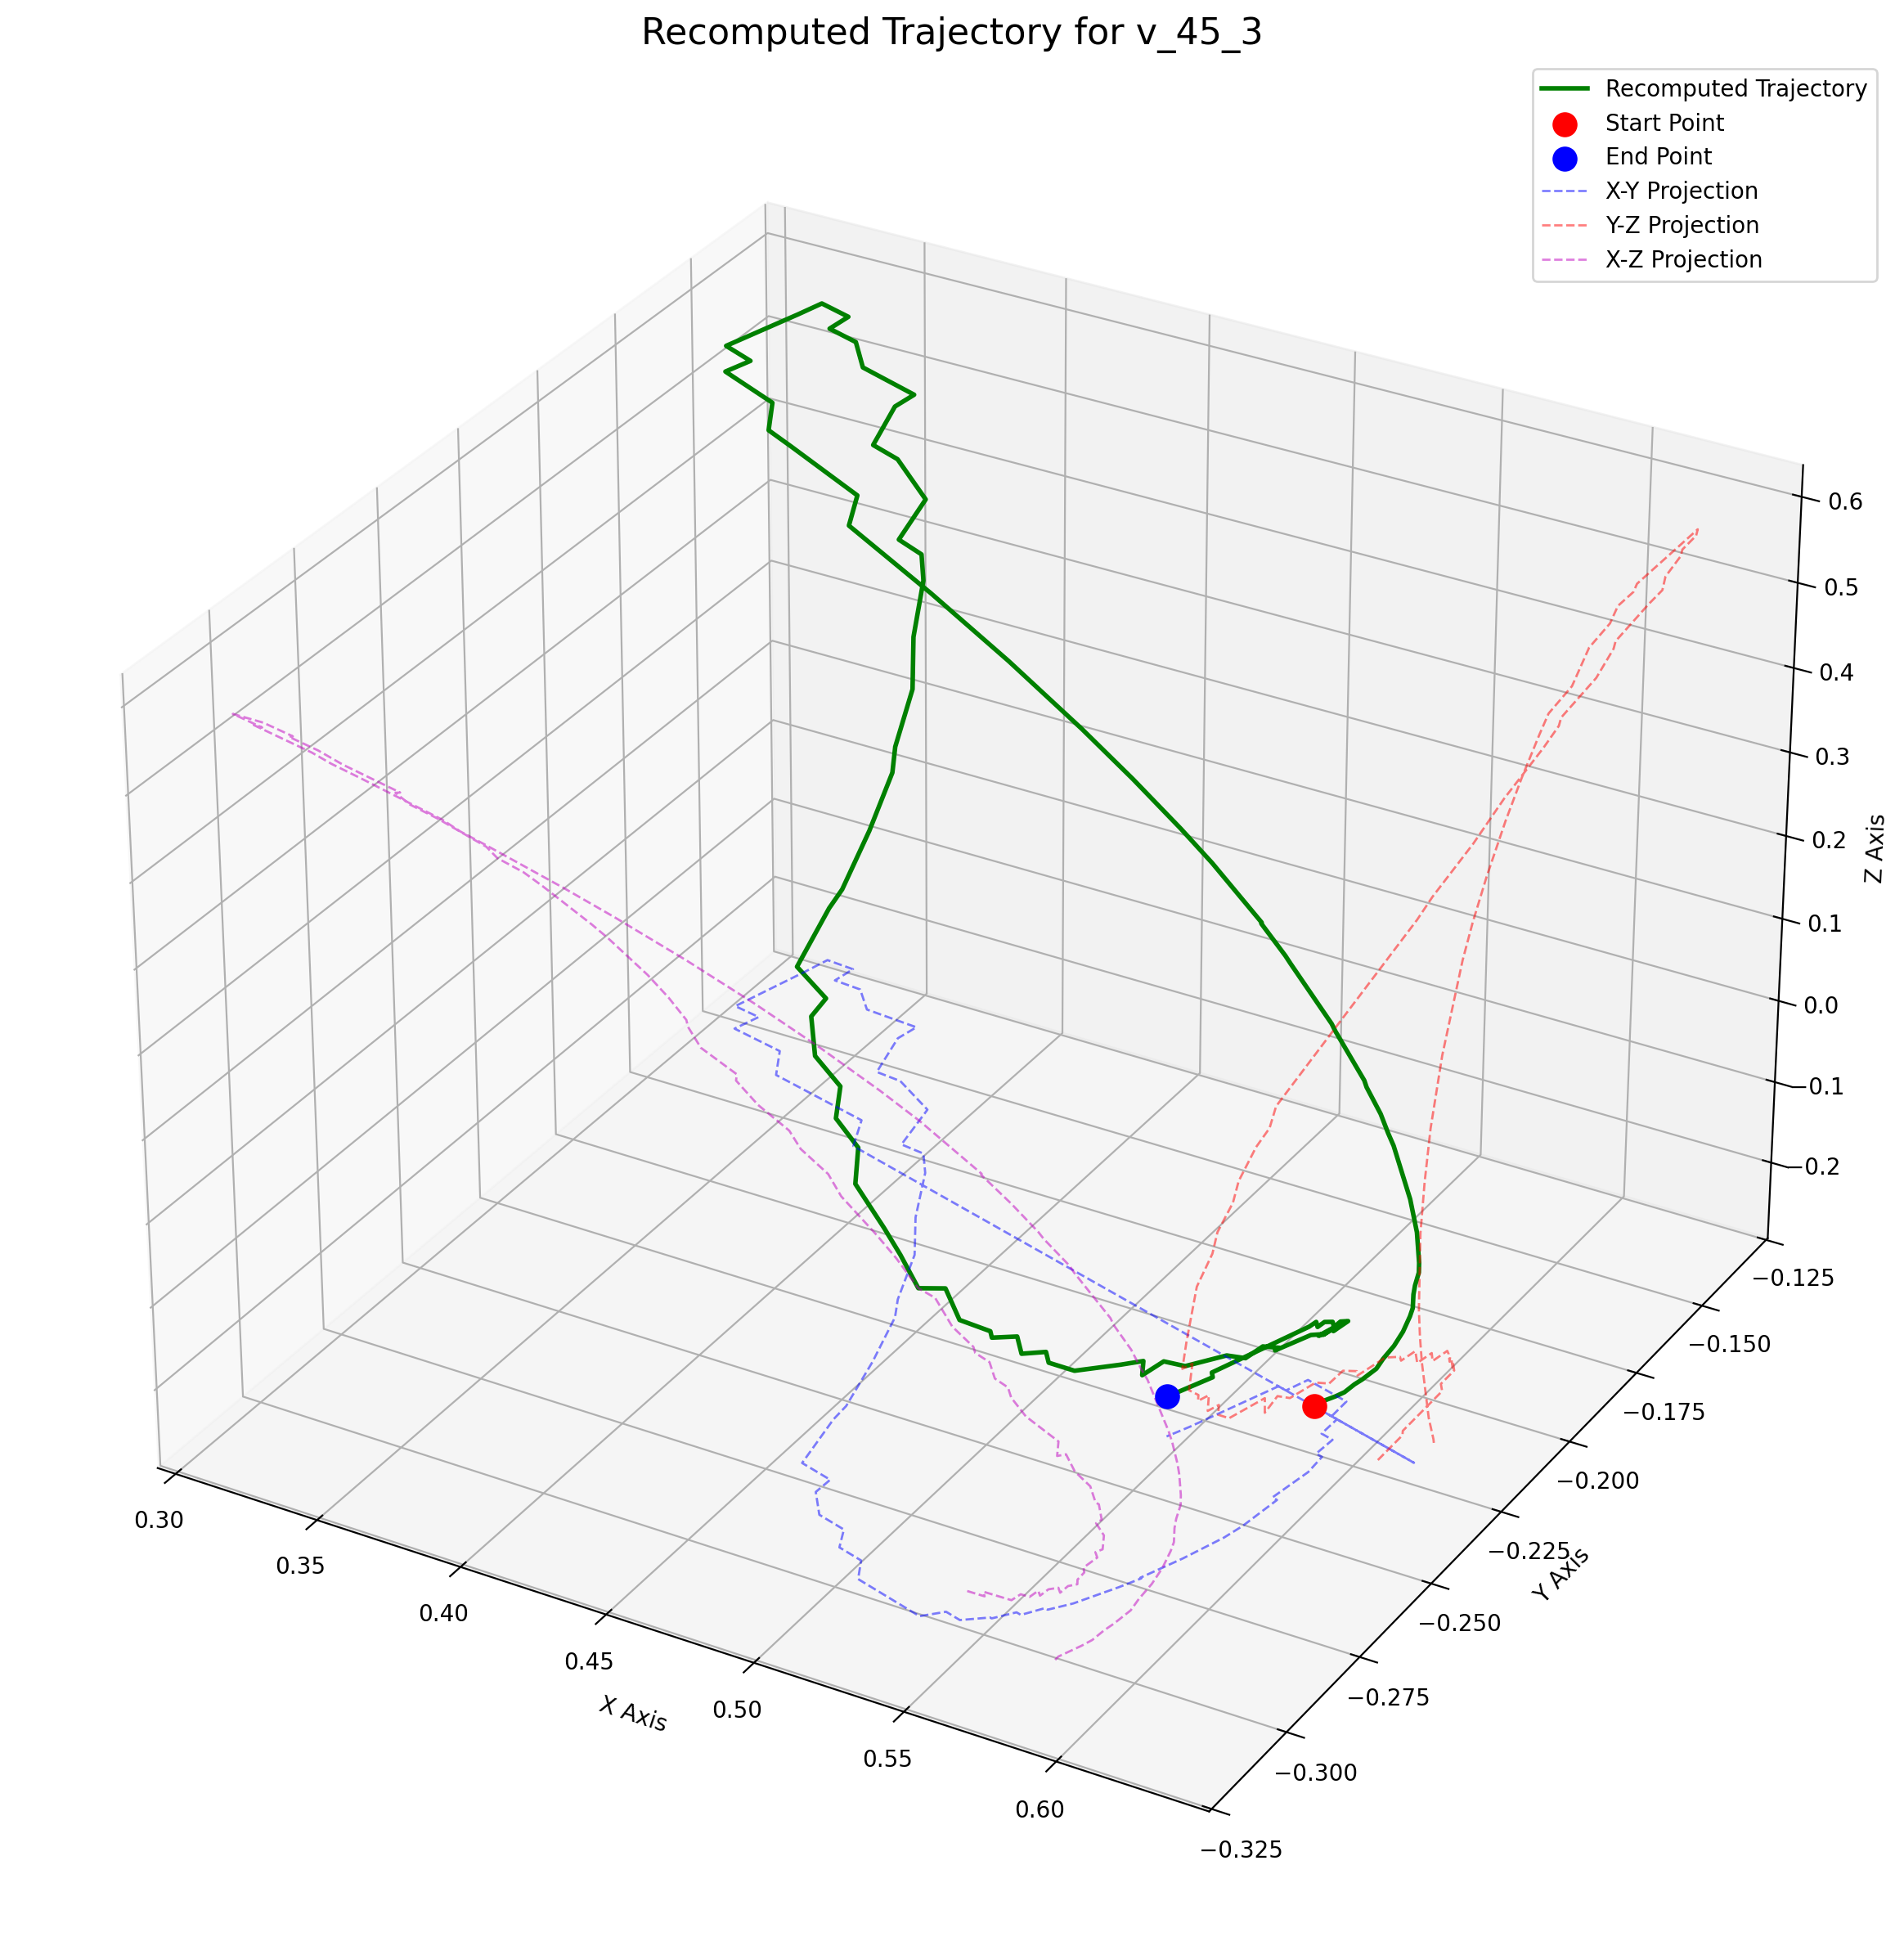 Recomputed Trajectory for v_45_3
Recomputed Trajectory
Start Point
End Point
X-Y Projection
Y-Z Projection
X-Z Projection
0.6
0.5
0.4
0.3
0.2
0.1
0.0
−0.1
−0.2
Z Axis
−0.125
−0.150
−0.175
−0.200
−0.225
−0.250
−0.275
−0.300
−0.325
Y Axis
0.30
0.35
0.40
0.45
0.50
0.55
0.60
X Axis